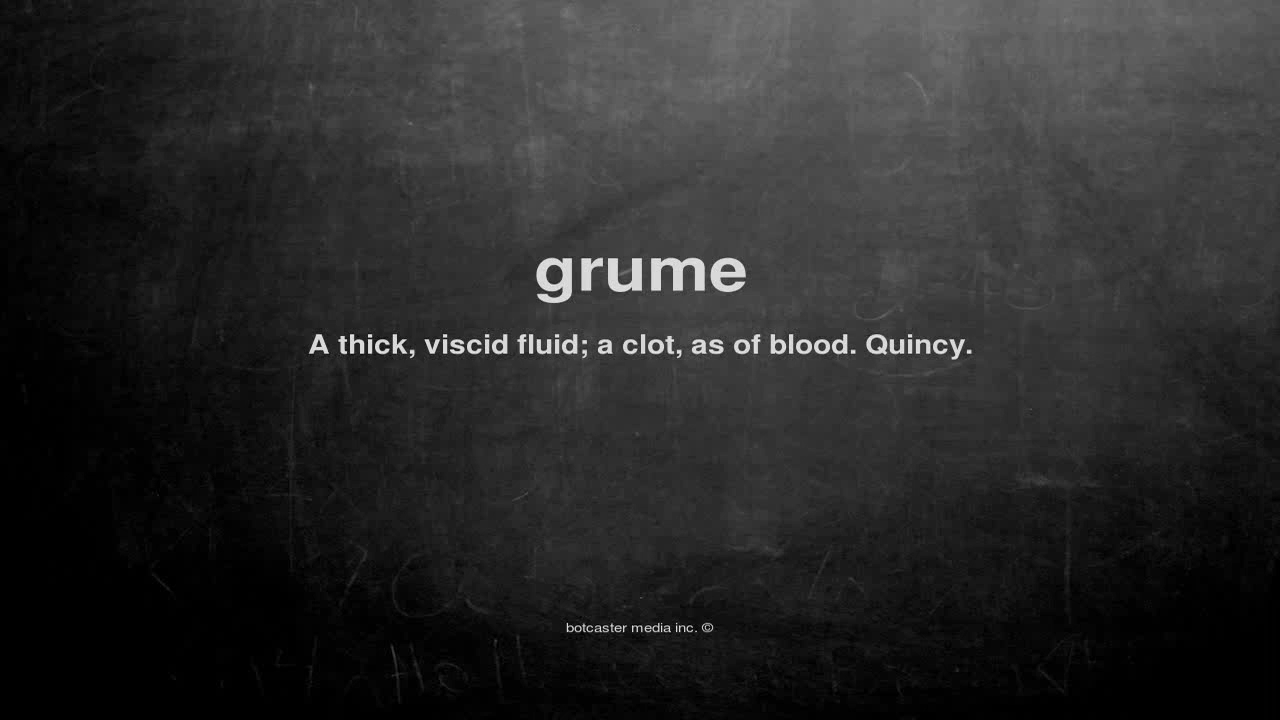 grume
A thick, viscid fluid; a clot, as of blood. Quincy.
botcaster media inc. ©